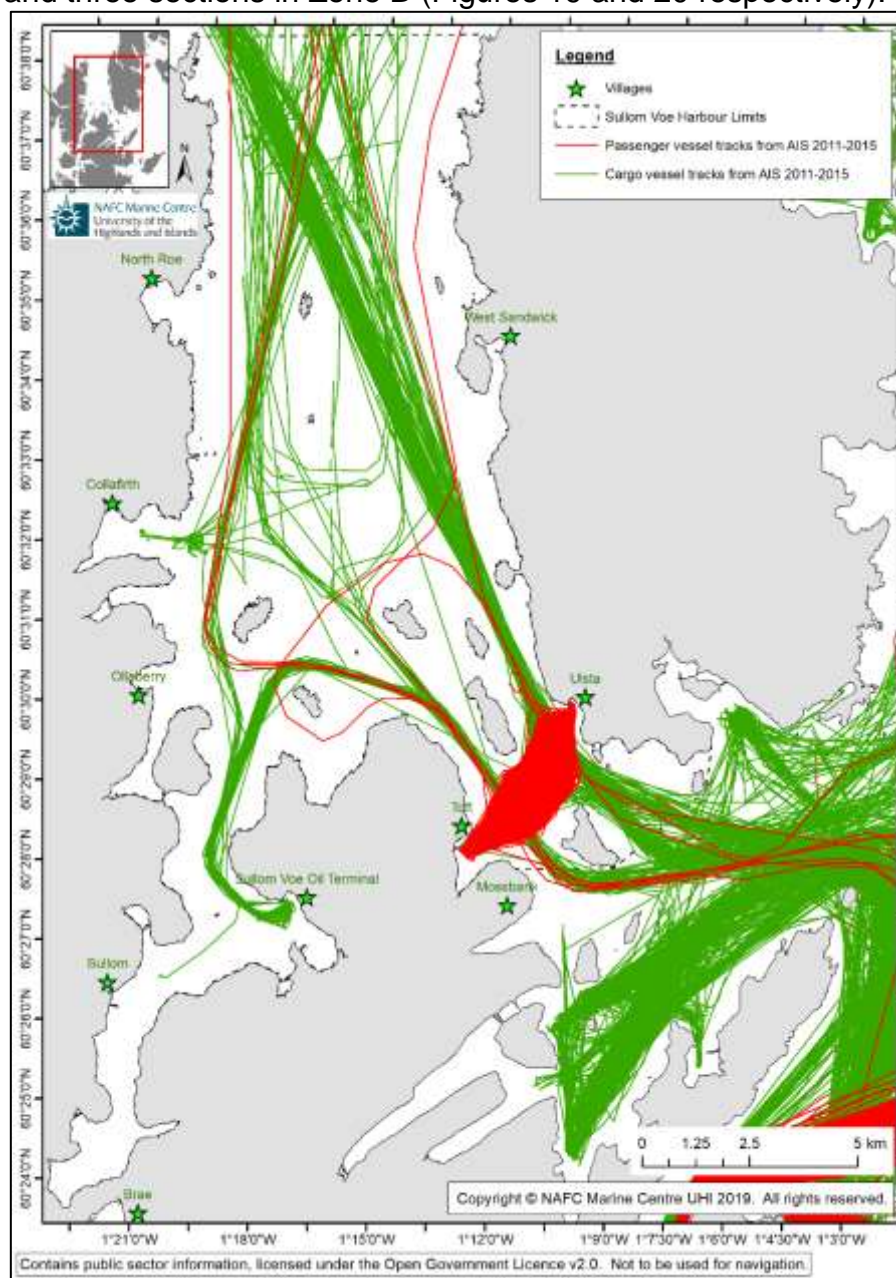 and three sections in Zone B (Figures 19 and 20 respectively).
Legend
Villages
Sullom Voe Harbour Limits
Passenger vessel tracks from AIS 2011-2015
Cargo vessel tracks from AIS 2011-2015
N
NAFC Marine Centre
University of the
Highlands and Islands
North Roe
West Sandwick
Collafirth
Ollaberry
Ulsta
Toft
Sullom Voe Oil Terminal
Mossbank
Sullom
Brae
60°38'0"N
60°37'0"N
60°36'0"N
60°35'0"N
60°34'0"N
60°33'0"N
60°32'0"N
60°31'0"N
60°30'0"N
60°29'0"N
60°28'0"N
60°27'0"N
60°26'0"N
60°25'0"N
60°24'0"N
0 1.25 2.5 5 km
Copyright © NAFC Marine Centre UHI 2019. All rights reserved.
1°21'0"W 1°18'0"W 1°15'0"W 1°12'0"W 1°9'0"W 1°7'30"W 1°6'0"W 1°4'30"W 1°3'0"W
Contains public sector information, licensed under the Open Government Licence v2.0. Not to be used for navigation.